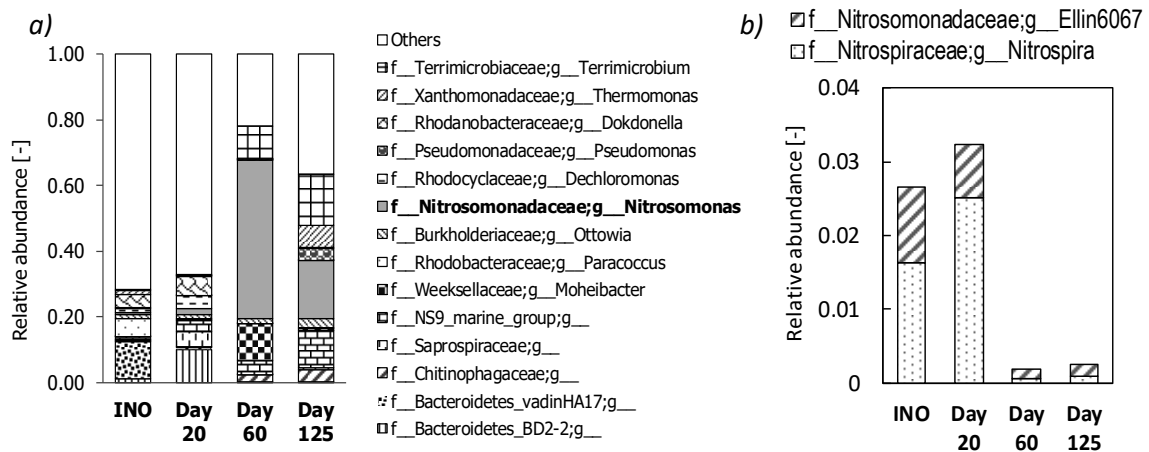 a)
1.00
0.80
0.60
0.40
0.20
0.00
Relative abundance [-]
INO
Day
20
Day
60
Day
125
Others
f__Terrimicrobiaceae;g__Terrimicrobium
f__Xanthomonadaceae;g__Thermomonas
f__Rhodanobacteraceae;g__Dokdonella
f__Pseudomonadaceae;g__Pseudomonas
f__Rhodocyclaceae;g__Dechloromonas
f__Nitrosomonadaceae;g__Nitrosomonas
f__Burkholderiaceae;g__Ottowia
f__Rhodobacteraceae;g__Paracoccus
f__Weeksellaceae;g__Moheibacter
f__NS9_marine_group;g__
f__Saprospiraceae;g__
f__Chitinophagaceae;g__
f__Bacteroidetes_vadinHA17;g__
f__Bacteroidetes_BD2-2;g__
b)
f__Nitrosomonadaceae;g__Ellin6067
f__Nitrospiraceae;g__Nitrospira
0.04
0.03
0.02
0.01
0
Relative abundance [-]
INO
Day
20
Day
60
Day
125